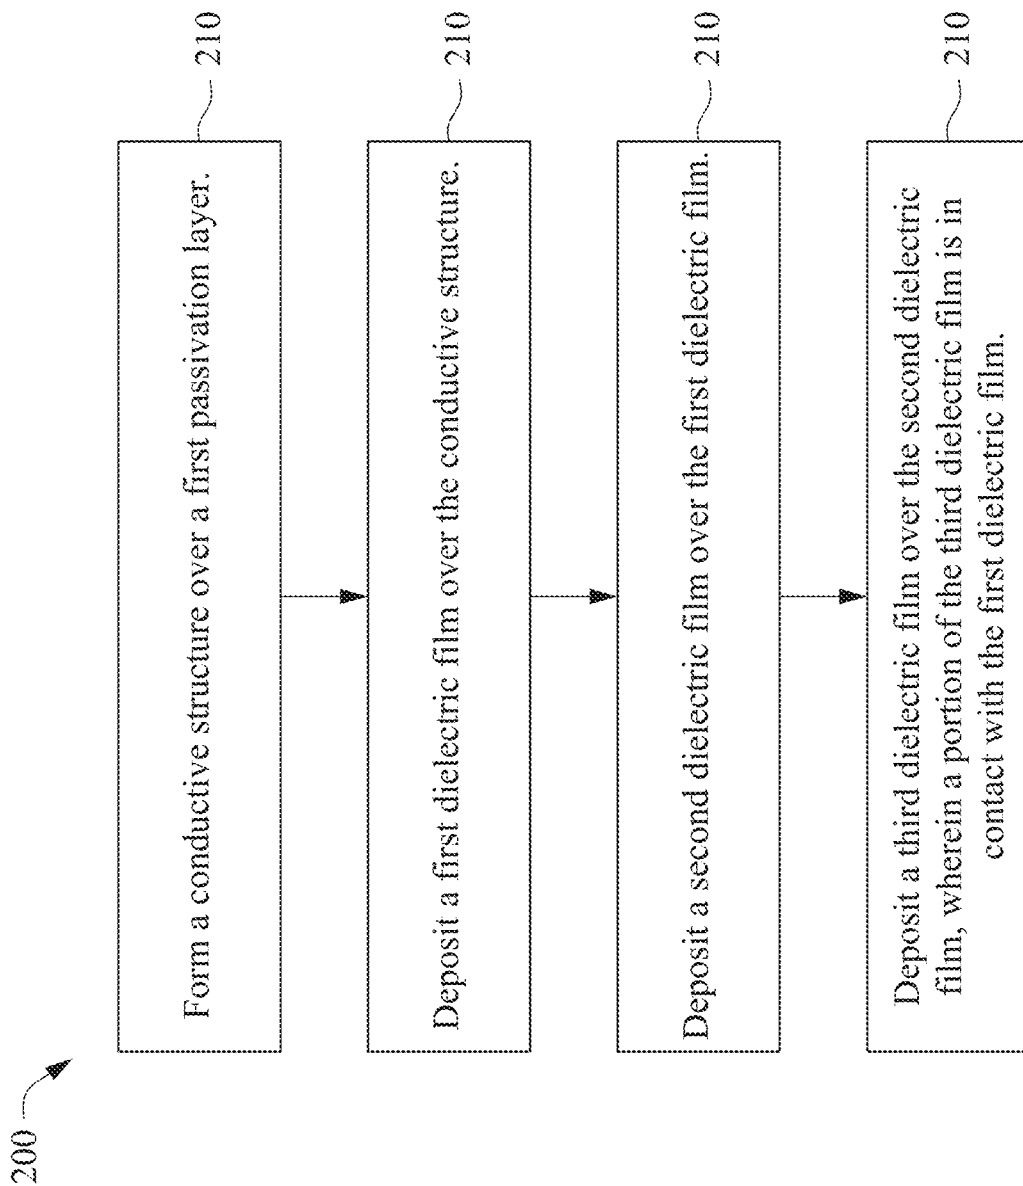 200
Form a conductive structure over a first passivation layer.
210
Deposit a first dielectric film over the conductive structure.
210
Deposit a second dielectric film over the first dielectric film.
210
Deposit a third dielectric film over the second dielectric
film, wherein a portion of the third dielectric film is in
contact with the first dielectric film.
210